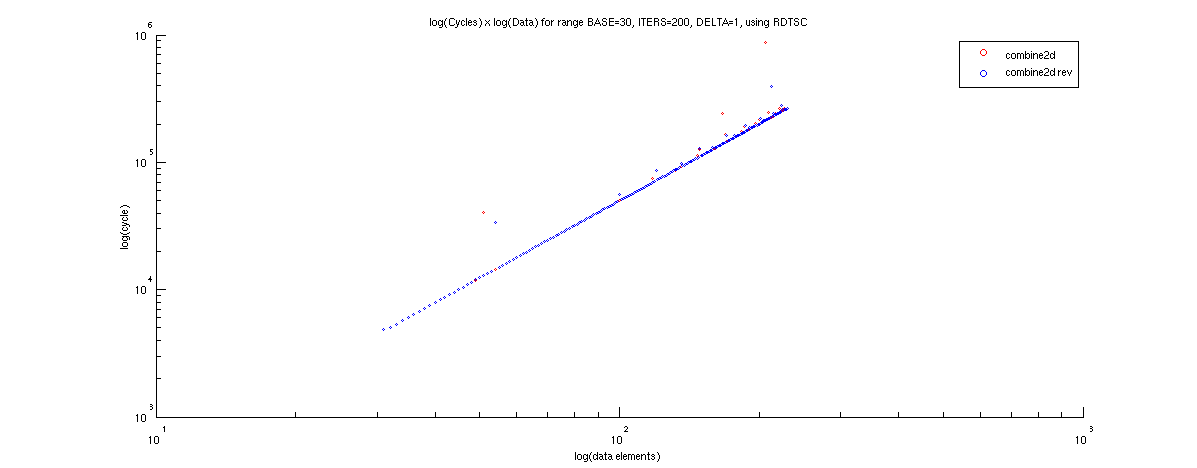 log(Cycles) x log(Data) for range BASE=30, ITERS=200, DELTA=1, using RDTSC
combine2d
combine2d rev
10^6
10^5
10^4
10^3
log(cycle)
10^1
10^2
10^3
log(data elements)